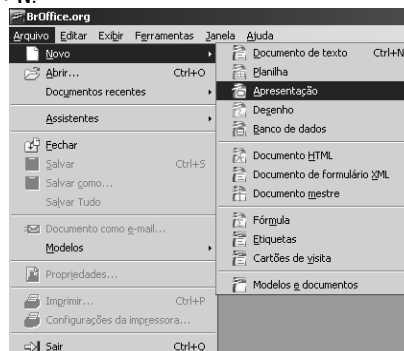 N.
BrOffice.org
Arquivo Editar Exibir Ferramentas Janela Ajuda
Novo
Abrir... Ctrl+O
Documentos recentes
Assistentes
Fechar
Salvar Ctrl+S
Salvar como...
Salvar Tudo
Documento como e-mail...
Modelos
Propriedades...
Imprimir... Ctrl+P
Configurações da impressora...
Sair Ctrl+Q
Documento de texto Ctrl+N
Planilha
Apresentação
Desenho
Banco de dados
Documento HTML
Documento de formulário XML
Documento mestre
Fórmula
Etiquetas
Cartões de visita
Modelos e documentos